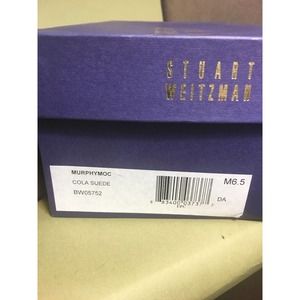 STUART
WEITZMAN
MURPHYMOC
COLA SUEDE
BW05752
M6.5
DA